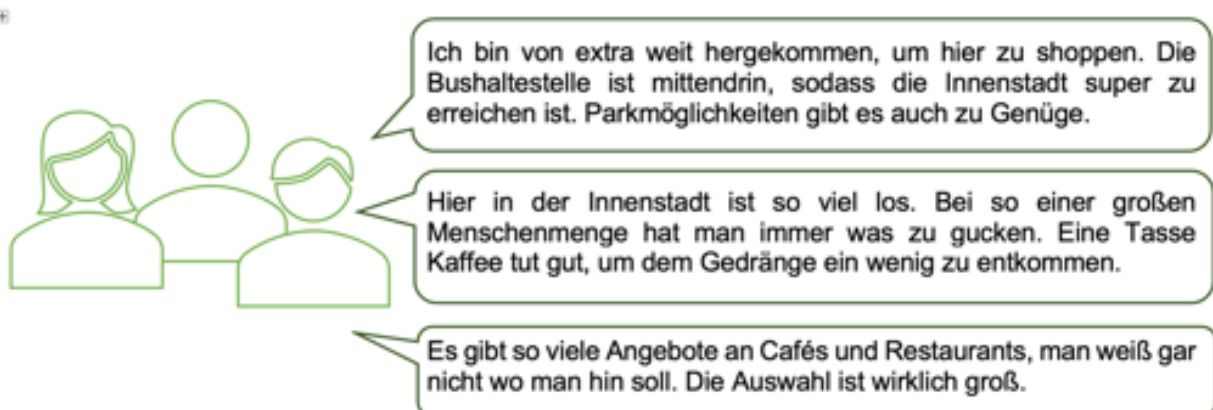 Ich bin von extra weit hergekommen, um hier zu shoppen. Die
Bushaltestelle ist mittendrin, sodass die Innenstadt super zu
erreichen ist. Parkmöglichkeiten gibt es auch zu Genüge.
Hier in der Innenstadt ist so viel los. Bei so einer großen
Menschenmenge hat man immer was zu gucken. Eine Tasse
Kaffee tut gut, um dem Gedränge ein wenig zu entkommen.
Es gibt so viele Angebote an Cafés und Restaurants, man weiß gar
nicht wo man hin soll. Die Auswahl ist wirklich groß.